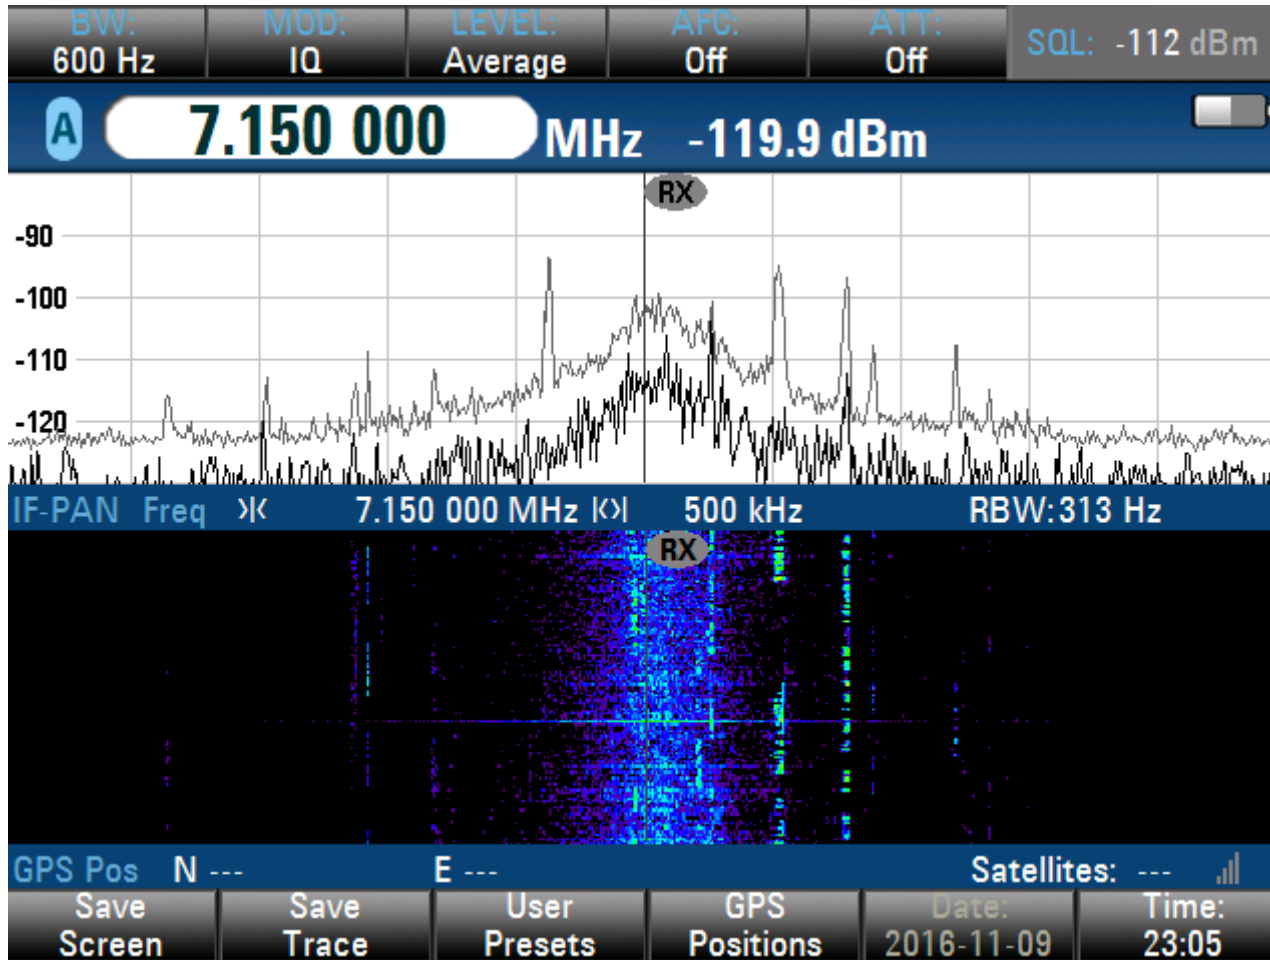 BW: MOD: LEVEL: AFC: ATT: SQL: -112 dBm
600 Hz IQ Average Off Off
A 7.150 000 MHz -119.9 dBm
RX
-90
-100
-110
-120
IF-PAN Freq 7.150 000 MHz 500 kHz RBW:313 Hz
RX
GPS Pos N --- E --- Satellites: ---
Save Save User GPS Date: Time:
Screen Trace Presets Positions 2016-11-09 23:05